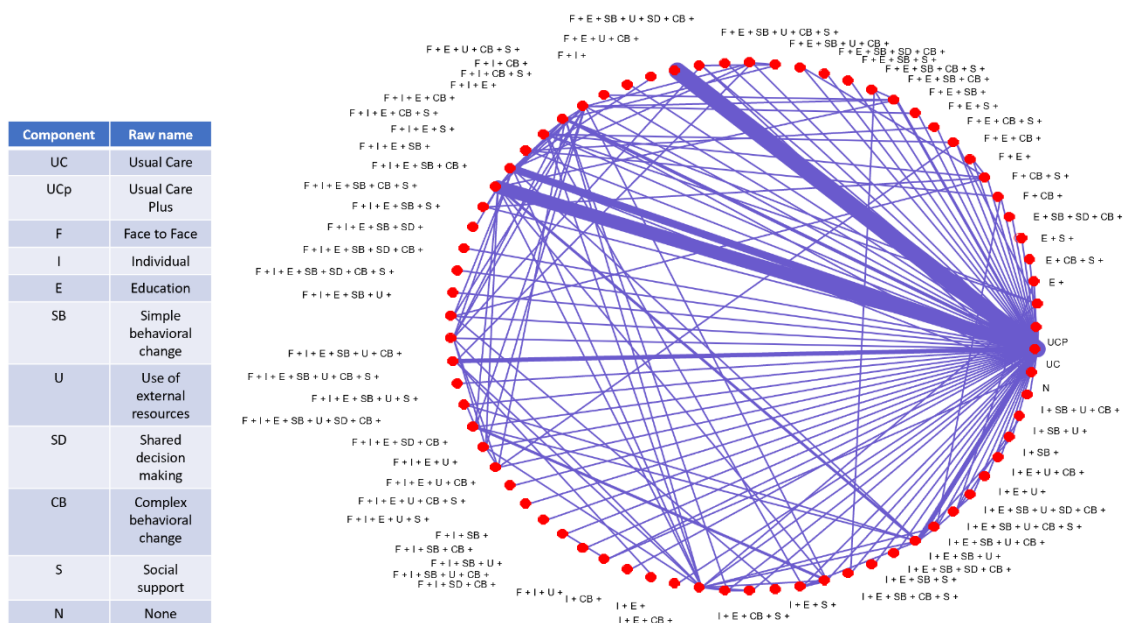 Component Raw name
UC Usual Care
UCp Usual Care
Plus
F Face to Face
I Individual
E Education
SB Simple
behavioral
change
U Use of
external
resources
SD Shared
decision
making
CB Complex
behavioral
change
S Social
support
N None
F + E + SB + U + SD + CB +
F + E + U + CB +
F + I +
F + E + U + CB + S +
F + I + CB +
F + I + CB + S +
F + I + E +
F + I + E + CB +
F + I + E + CB + S +
F + I + E + S +
F + I + E + SB +
F + I + E + SB + CB +
F + I + E + SB + CB + S +
F + I + E + SB + S +
F + I + E + SB + SD +
F + I + E + SB + SD + CB +
F + I + E + SB + SD + CB + S +
F + I + E + SB + U +
F + I + E + SB + U + CB +
F + I + E + SB + U + CB + S +
F + I + E + SB + U + S +
F + I + E + SB + U + SD + CB +
F + I + E + SD + CB +
F + I + E + U +
F + I + E + U + CB +
F + I + E + U + CB + S +
F + I + E + U + S +
F + I + SB +
F + I + SB + CB +
F + I + SB + U +
F + I + SB + U + CB +
F + I + SD + CB +
F + I + U +
I + CB +
I + E +
I + E + CB +
I + E + CB + S +
I + E + S +
I + E + SB + CB + S +
I + E + SB + S +
I + E + SB + SD + CB +
I + E + SB + U +
I + E + SB + U + CB +
I + E + SB + U + CB + S +
I + E + SB + U + SD + CB +
I + E + U +
I + E + U + CB +
I + SB +
I + SB + U +
I + SB + U + CB +
N
UC
UCP
E +
E + CB + S +
E + S +
E + SB + SD + CB +
F + CB +
F + CB + S +
F + E +
F + E + CB +
F + E + CB + S +
F + E + S +
F + E + SB +
F + E + SB + CB +
F + E + SB + CB + S +
F + E + SB + S +
F + E + SB + SD + CB +
F + E + SB + U + CB +
F + E + SB + U + CB + S +